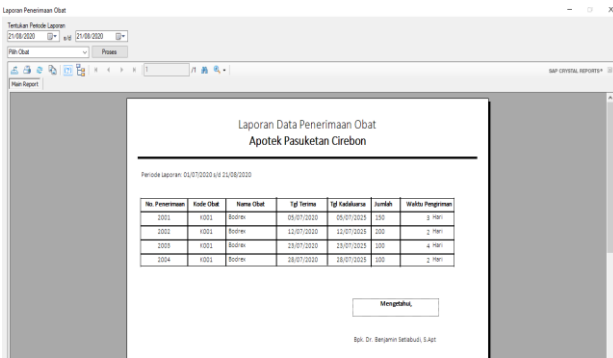 Laporan Penerimaan Obat
Tentukan Periode Laporan
21/08/2020 s/d 21/08/2020
Pilih Obat Proses
1 /1 SAP CRYSTAL REPORTS
Main Report
Laporan Data Penerimaan Obat
Apotek Pasuketan Cirebon
Periode Laporan: 01/07/2020 s/d 21/08/2020
No. Penerimaan Kode Obat Nama Obat Tgl Terima Tgl Kadaluarsa Jumlah Waktu Pengiriman
2001 K001 Bodrex 05/07/2020 05/07/2025 150 3 Hari
2002 K001 Bodrex 12/07/2020 12/07/2025 200 2 Hari
2003 K001 Bodrex 23/07/2020 23/07/2025 100 4 Hari
2004 K001 Bodrex 28/07/2020 28/07/2025 100 2 Hari
Mengetahui,
Bpk. Dr. Benjamin Setiabudi, S.Apt